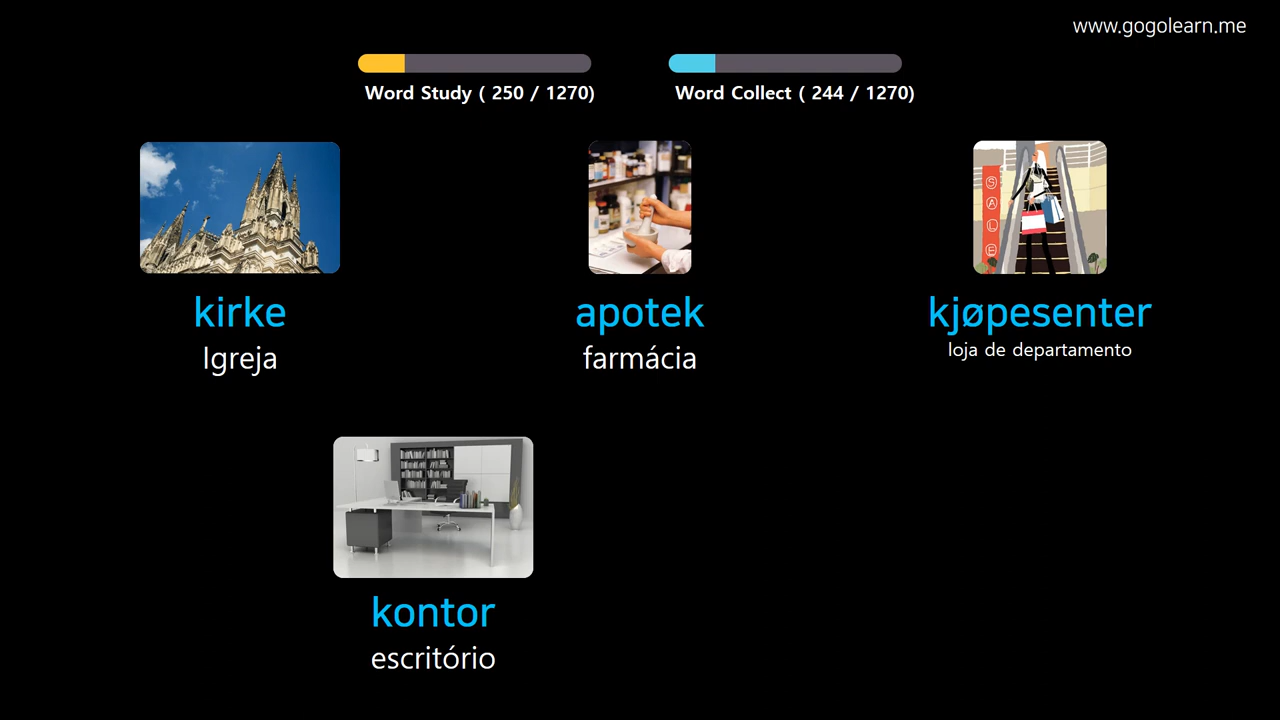 www.gogolearn.me
Word Study ( 250 / 1270)
Word Collect ( 244 / 1270)
S
A
L
E
kirke
Igreja
apotek
farmácia
kjøpesenter
loja de departamento
kontor
escritório